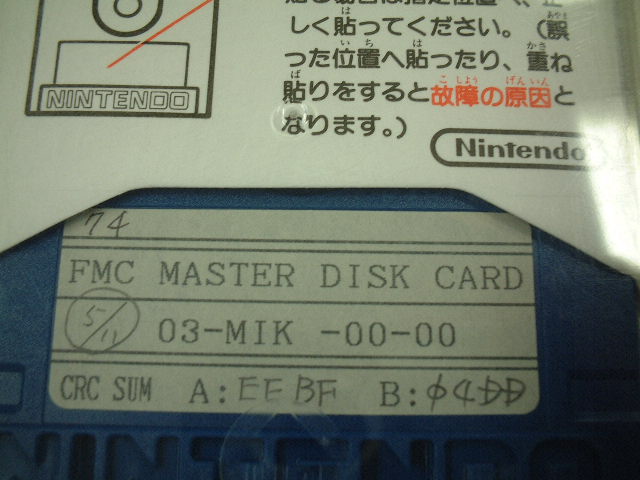 しく貼ってください。(誤
った位置へ貼ったり、重ね
貼りをすると故障の原因と
なります。)
NINTENDO
Nintendo
74
FMC MASTER DISK CARD
5/11 03-MIK -00-00
CRC SUM A:EEBF B:04DD
NINTENDO